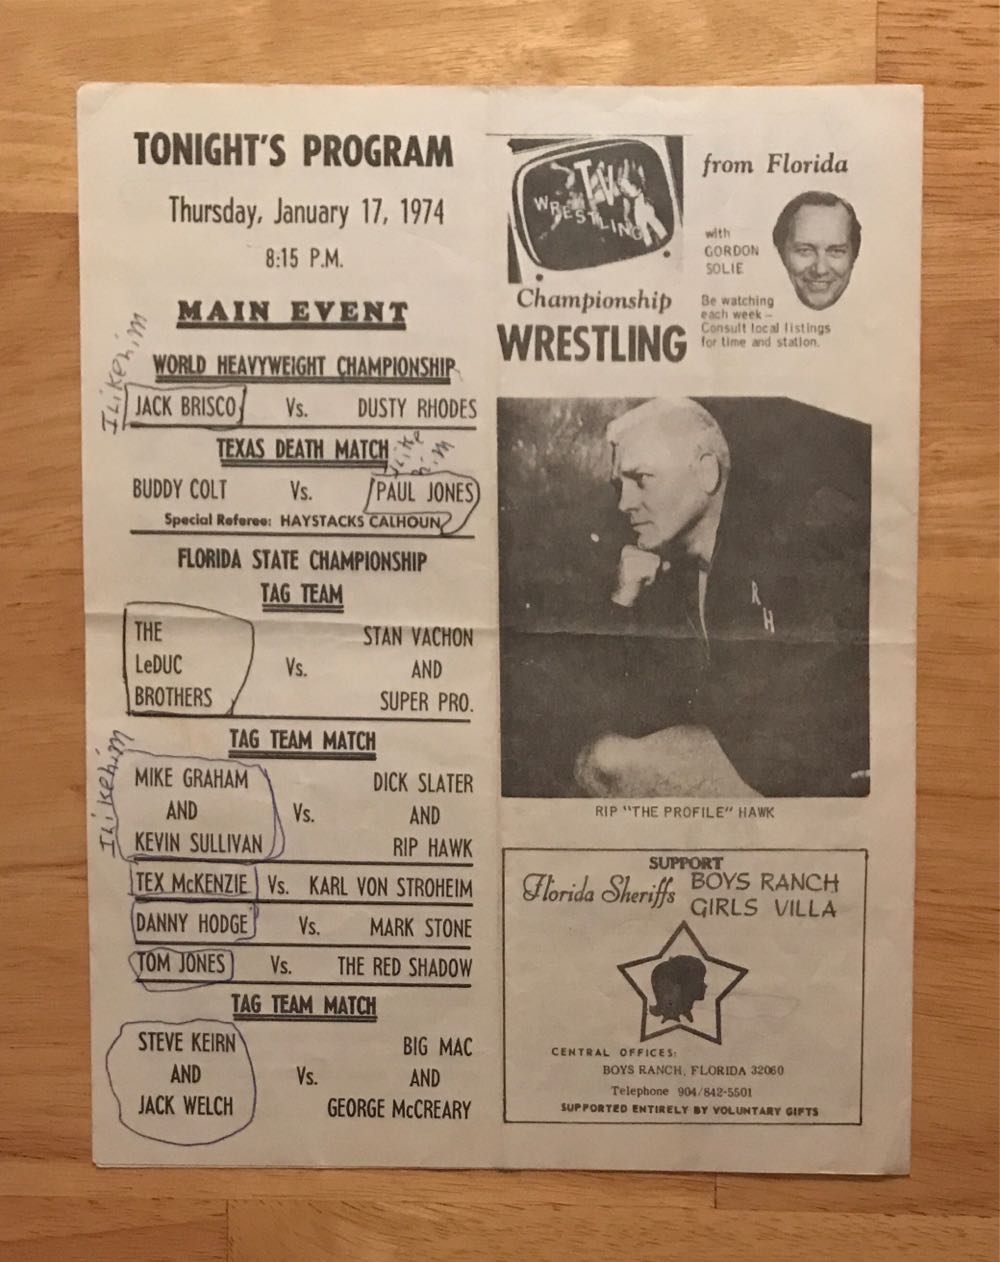 TONIGHT'S PROGRAM
Thursday, January 17, 1974
8:15 P.M.
MAIN EVENT
WORLD HEAVYWEIGHT CHAMPIONSHIP
I Like him
JACK BRISCO Vs. DUSTY RHODES
TEXAS DEATH MATCH
I Like him
BUDDY COLT Vs. PAUL JONES
Special Referee: HAYSTACKS CALHOUN
FLORIDA STATE CHAMPIONSHIP
TAG TEAM
THE STAN VACHON
LeDUC Vs. AND
BROTHERS SUPER PRO.
TAG TEAM MATCH
I Like him
MIKE GRAHAM DICK SLATER
AND Vs. AND
KEVIN SULLIVAN RIP HAWK
TEX McKENZIE Vs. KARL VON STROHEIM
DANNY HODGE Vs. MARK STONE
TOM JONES Vs. THE RED SHADOW
TAG TEAM MATCH
STEVE KEIRN BIG MAC
AND Vs. AND
JACK WELCH GEORGE McCREARY
TV
WRESTLING
Championship
WRESTLING
from Florida
with
GORDON
SOLIE
Be watching
each week —
Consult local listings
for time and station.
R
H
RIP "THE PROFILE" HAWK
SUPPORT
Florida Sheriffs BOYS RANCH
GIRLS VILLA
CENTRAL OFFICES:
BOYS RANCH, FLORIDA 32060
Telephone 904/842-5501
SUPPORTED ENTIRELY BY VOLUNTARY GIFTS